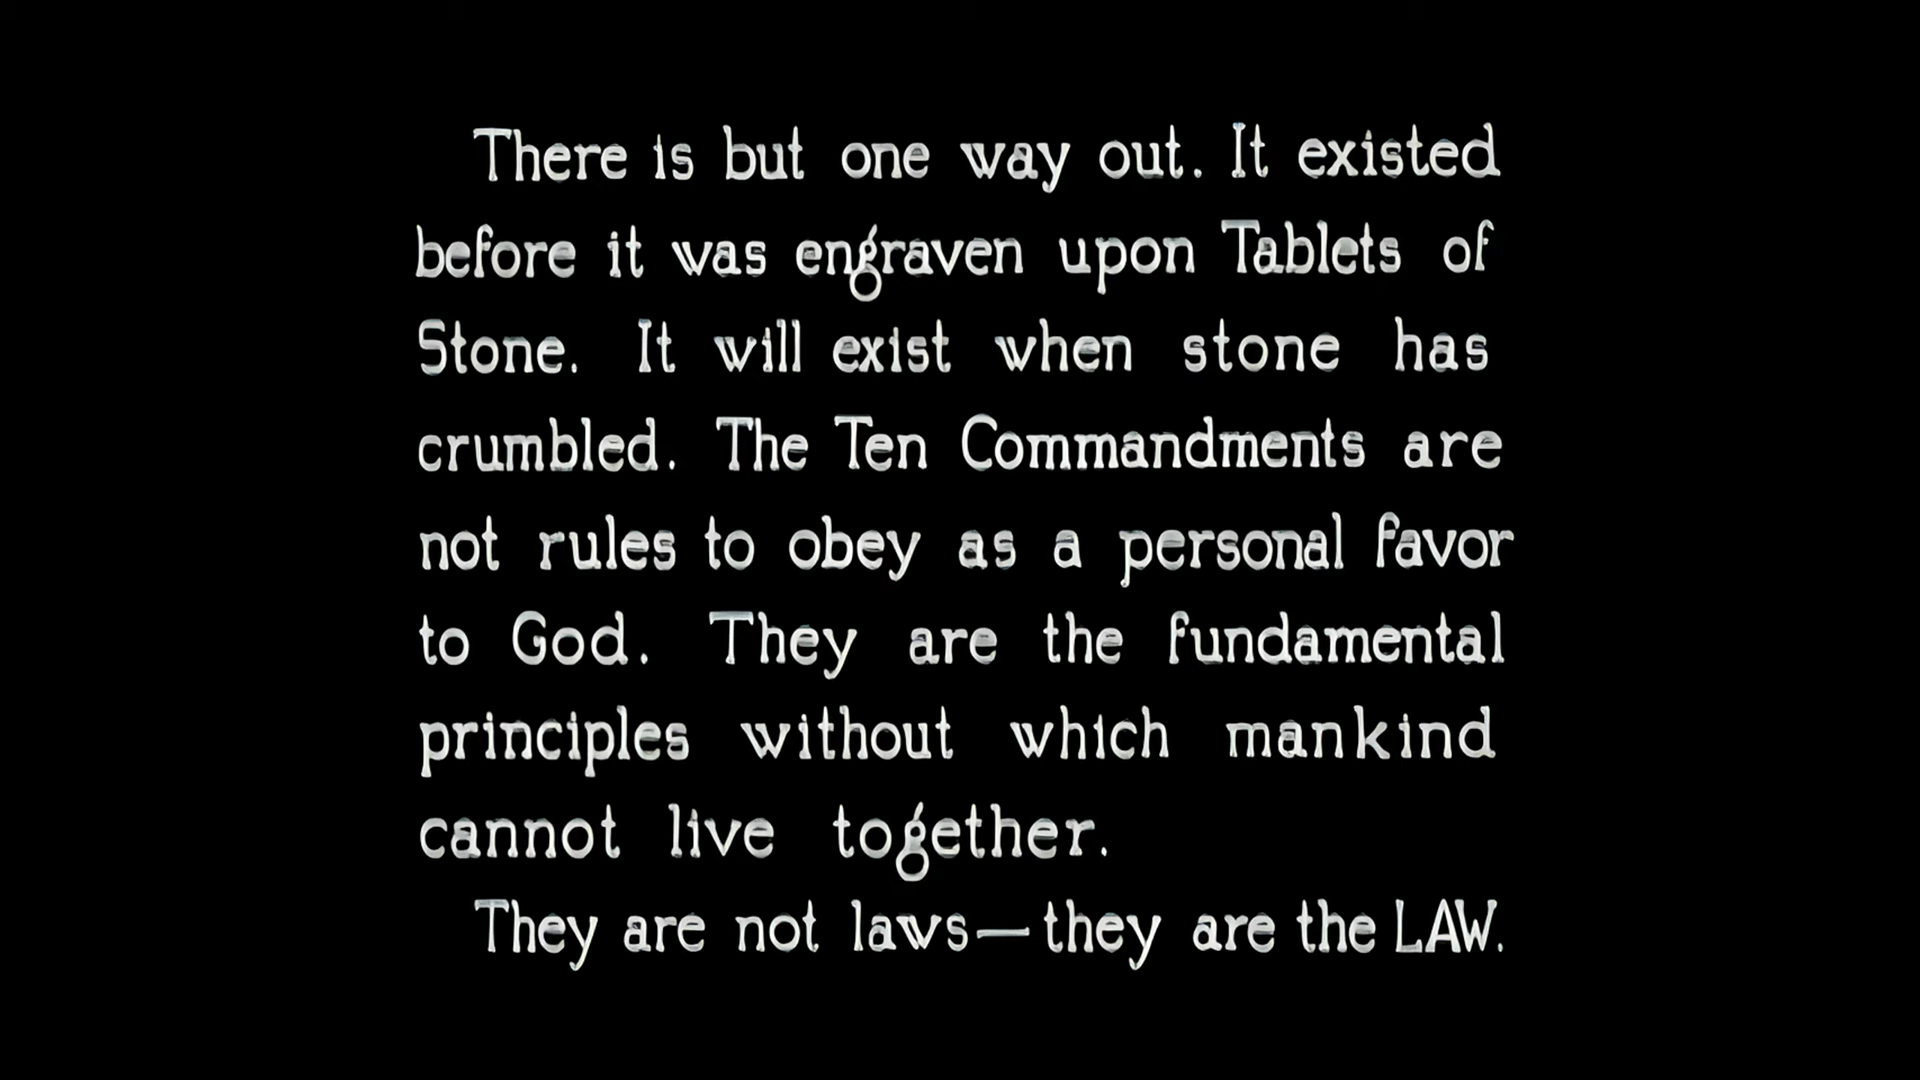 There is but one way out. It existed
before it was engraven upon Tablets of
Stone. It will exist when stone has
crumbled. The Ten Commandments are
not rules to obey as a personal favor
to God. They are the fundamental
principles without which mankind
cannot live together.
They are not laws—they are the LAW.